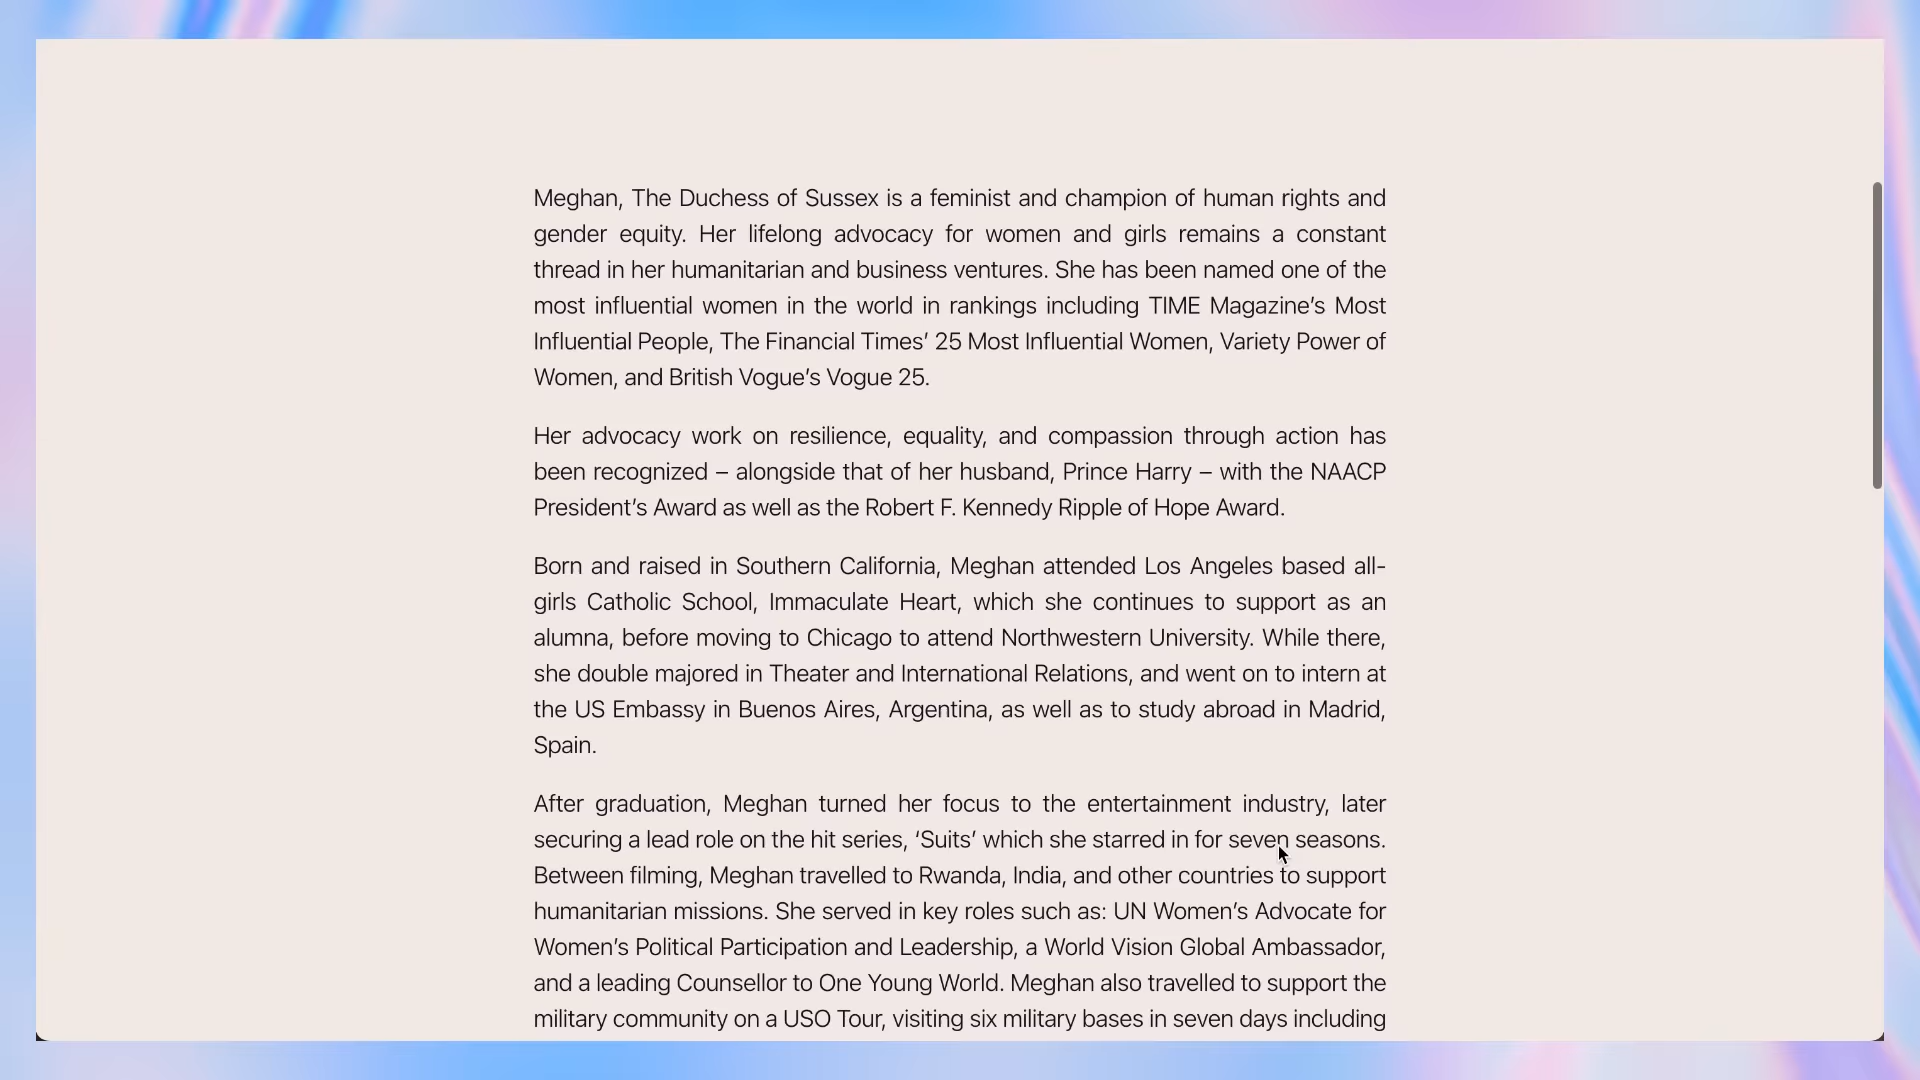 Meghan, The Duchess of Sussex is a feminist and champion of human rights and
gender equity. Her lifelong advocacy for women and girls remains a constant
thread in her humanitarian and business ventures. She has been named one of the
most influential women in the world in rankings including TIME Magazine’s Most
Influential People, The Financial Times’ 25 Most Influential Women, Variety Power of
Women, and British Vogue’s Vogue 25.
Her advocacy work on resilience, equality, and compassion through action has
been recognized – alongside that of her husband, Prince Harry – with the NAACP
President’s Award as well as the Robert F. Kennedy Ripple of Hope Award.
Born and raised in Southern California, Meghan attended Los Angeles based all-
girls Catholic School, Immaculate Heart, which she continues to support as an
alumna, before moving to Chicago to attend Northwestern University. While there,
she double majored in Theater and International Relations, and went on to intern at
the US Embassy in Buenos Aires, Argentina, as well as to study abroad in Madrid,
Spain.
After graduation, Meghan turned her focus to the entertainment industry, later
securing a lead role on the hit series, ‘Suits’ which she starred in for seven seasons.
Between filming, Meghan travelled to Rwanda, India, and other countries to support
humanitarian missions. She served in key roles such as: UN Women’s Advocate for
Women’s Political Participation and Leadership, a World Vision Global Ambassador,
and a leading Counsellor to One Young World. Meghan also travelled to support the
military community on a USO Tour, visiting six military bases in seven days including